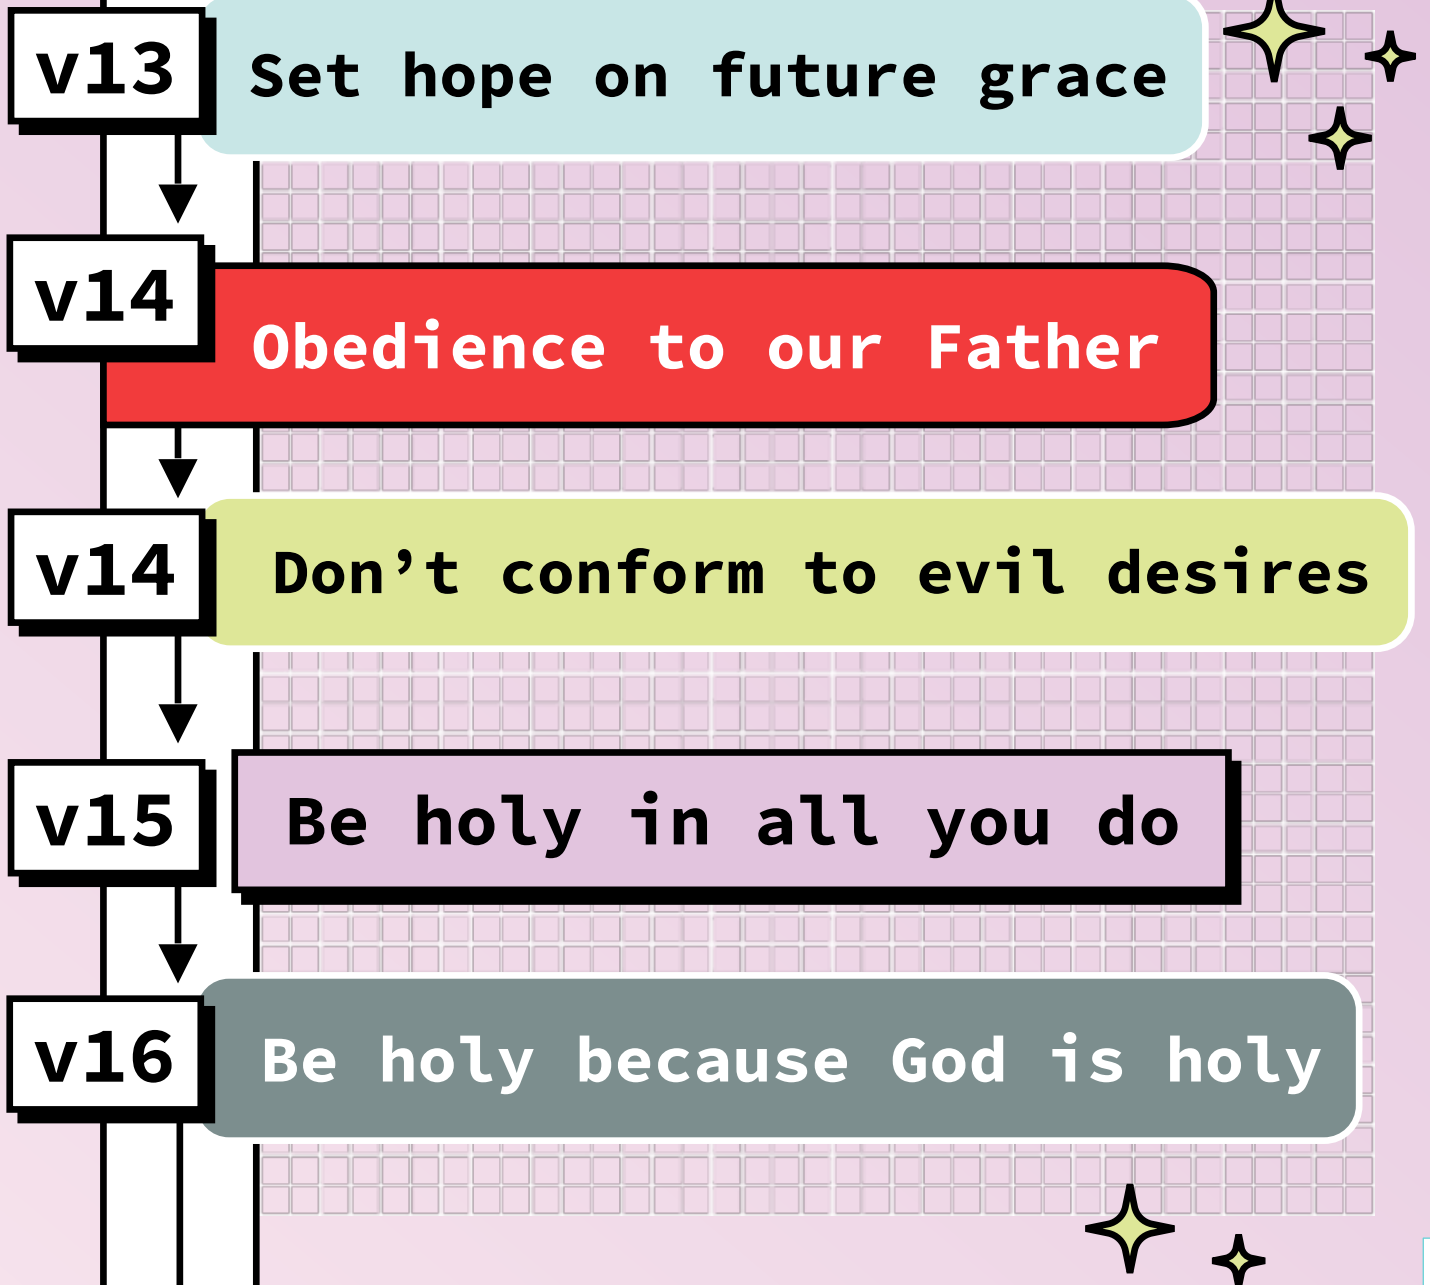 v13
Set hope on future grace
v14
Obedience to our Father
v14
Don’t conform to evil desires
v15
Be holy in all you do
v16
Be holy because God is holy